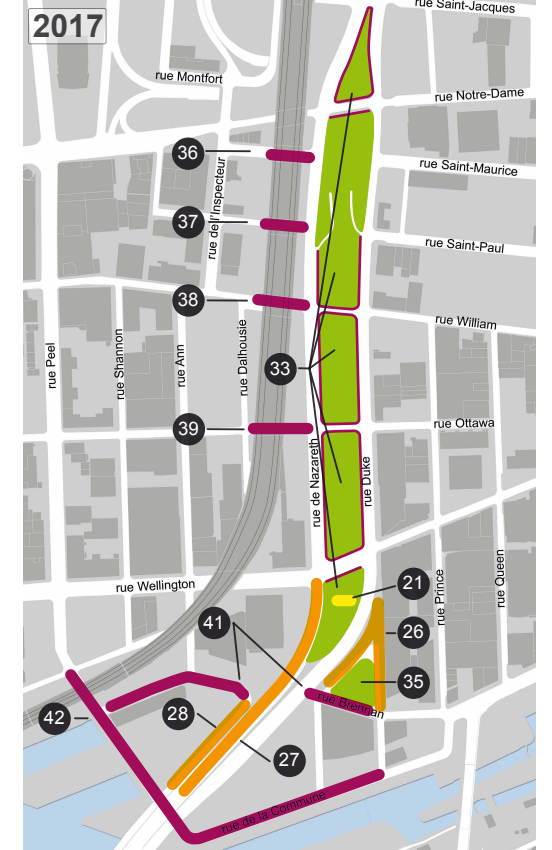 2017
rue Saint-Jacques
rue Montfort
rue Notre-Dame
36
rue Saint-Maurice
rue de l'Inspecteur
37
rue Saint-Paul
38
rue William
rue Peel
rue Shannon
rue Ann
rue Dalhousie
33
39
rue Ottawa
rue de Nazareth
rue Duke
rue Wellington
21
rue Prince
rue Queen
41
26
35
rue Brennan
42
28
27
rue de la Commune